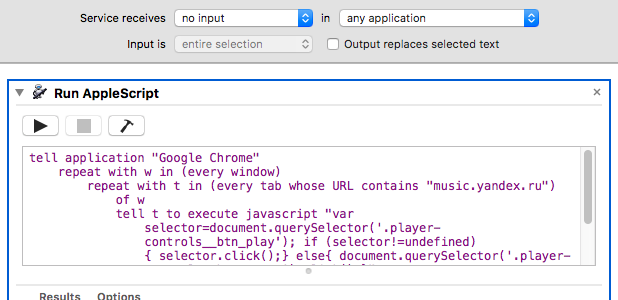 Service receives no input in any application
Input is entire selection Output replaces selected text
Run AppleScript
tell application "Google Chrome"
repeat with w in (every window)
repeat with t in (every tab whose URL contains "music.yandex.ru")
of w
tell t to execute javascript "var
selector=document.querySelector('.player-
controls__btn_play'); if (selector!=undefined)
{ selector.click();} else{ document.querySelector('.player-
Results Options